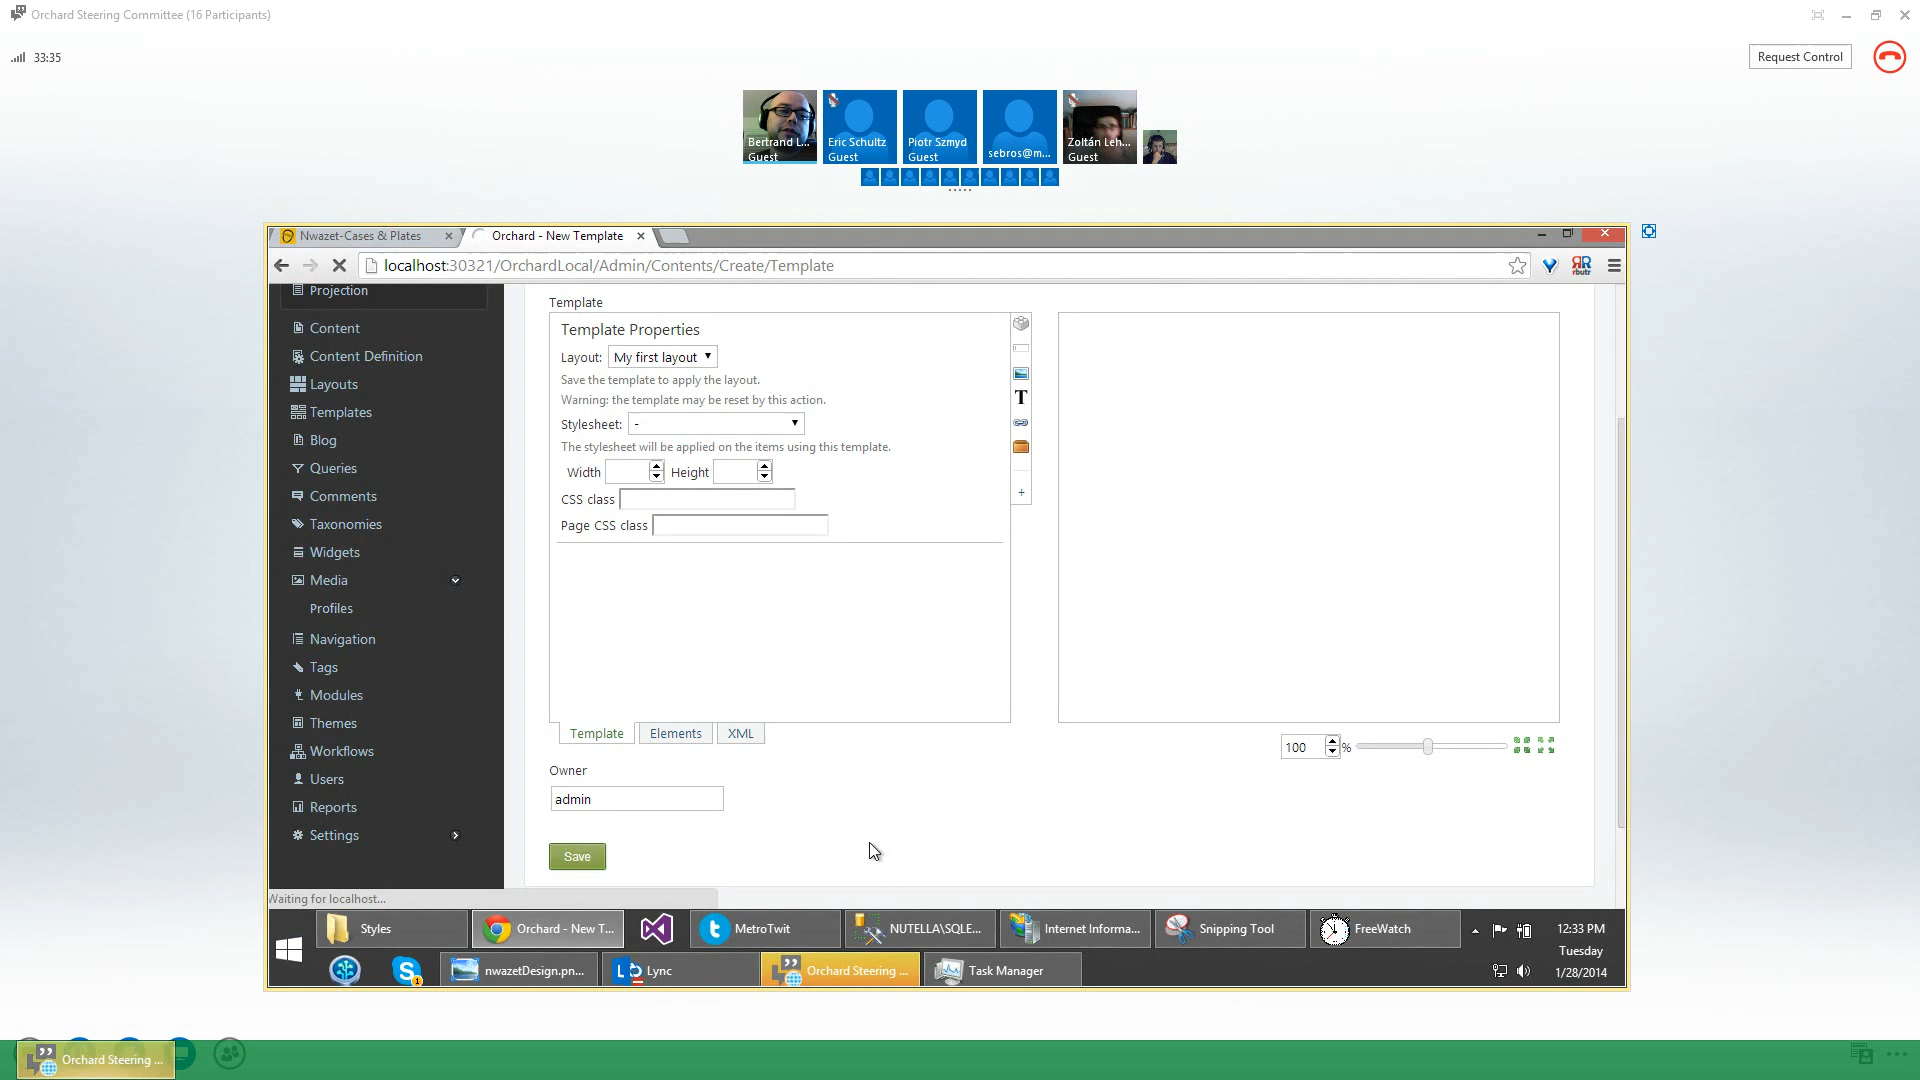 Orchard Steering Committee (16 Participants)
33:35
Request Control
Bertrand L...
Guest
Eric Schultz
Guest
Piotr Szmyd
Guest
sebros@m...
Zoltán Leh...
Guest
Nwazet-Cases & Plates
Orchard - New Template
localhost:30321/OrchardLocal/Admin/Contents/Create/Template
rbutr
Projection
Content
Content Definition
Layouts
Templates
Blog
Queries
Comments
Taxonomies
Widgets
Media
Profiles
Navigation
Tags
Modules
Themes
Workflows
Users
Reports
Settings
Template
Template Properties
Layout: My first layout
Save the template to apply the layout.
Warning: the template may be reset by this action.
Stylesheet: -
The stylesheet will be applied on the items using this template.
Width Height
CSS class
Page CSS class
T
+
Template Elements XML
100 %
Owner
admin
Save
Waiting for localhost...
Styles
Orchard - New T...
MetroTwit
NUTELLA\SQLE...
Internet Informa...
Snipping Tool
FreeWatch
12:33 PM
Tuesday
1/28/2014
1
nwazetDesign.pn...
Lync
Orchard Steering ...
Task Manager
Orchard Steering ...